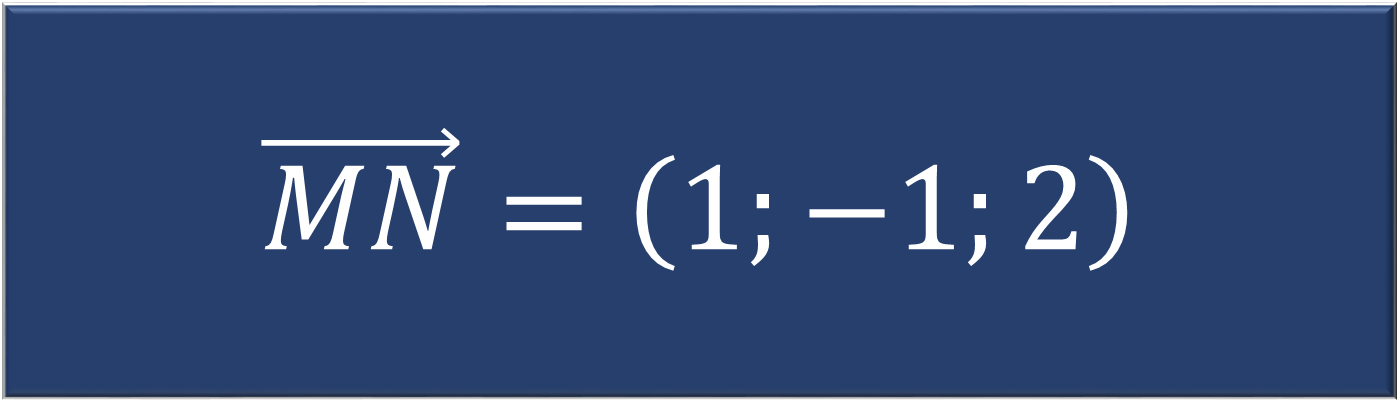 $\overrightarrow{MN} = (1; -1; 2)$